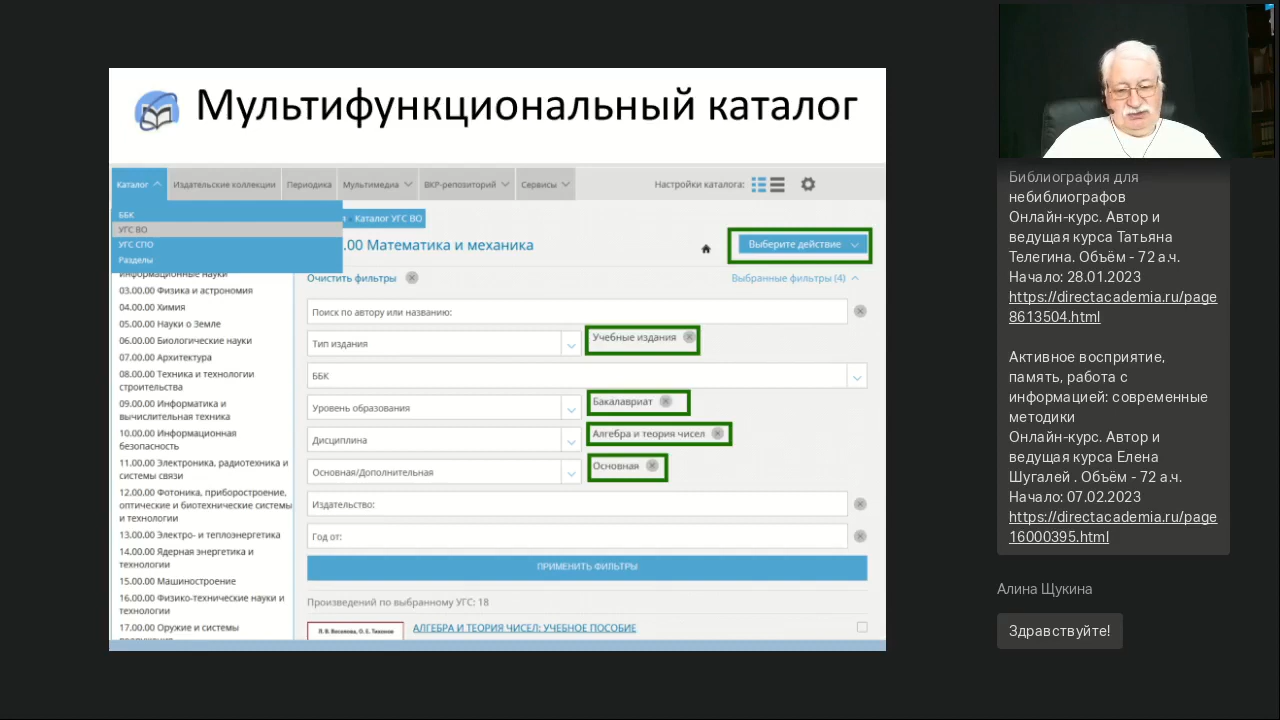 Мультифункциональный каталог
Каталог
Издательские коллекции
Периодика
Мультимедиа
ВКР-репозиторий
Сервисы
Настройки каталога:
ББК
УГС ВО
УГС СПО
Разделы
Каталог УГС ВО
.00 Математика и механика
Выберите действие
информационные науки
03.00.00 Физика и астрономия
04.00.00 Химия
05.00.00 Науки о Земле
06.00.00 Биологические науки
07.00.00 Архитектура
08.00.00 Техника и технологии
строительства
09.00.00 Информатика и
вычислительная техника
10.00.00 Информационная
безопасность
11.00.00 Электроника, радиотехника и
системы связи
12.00.00 Фотоника, приборостроение,
оптические и биотехнические системы
и технологии
13.00.00 Электро- и теплоэнергетика
14.00.00 Ядерная энергетика и
технологии
15.00.00 Машиностроение
16.00.00 Физико-технические науки и
технологии
17.00.00 Оружие и системы
Очистить фильтры
Выбранные фильтры (4)
Поиск по автору или названию:
Тип издания
Учебные издания
ББК
Уровень образования
Бакалавриат
Дисциплина
Алгебра и теория чисел
Основная/Дополнительная
Основная
Издательство:
Год от:
ПРИМЕНИТЬ ФИЛЬТРЫ
Произведений по выбранному УГС: 18
Л. В. Веселова, О. Е. Тихонов
АЛГЕБРА И ТЕОРИЯ ЧИСЕЛ: УЧЕБНОЕ ПОСОБИЕ
Библиография для
небиблиографов
Онлайн-курс. Автор и
ведущая курса Татьяна
Телегина. Объём - 72 а.ч.
Начало: 28.01.2023
https://directacademia.ru/page
8613504.html
Активное восприятие,
память, работа с
информацией: современные
методики
Онлайн-курс. Автор и
ведущая курса Елена
Шугалей . Объём - 72 а.ч.
Начало: 07.02.2023
https://directacademia.ru/page
16000395.html
Алина Щукина
Здравствуйте!